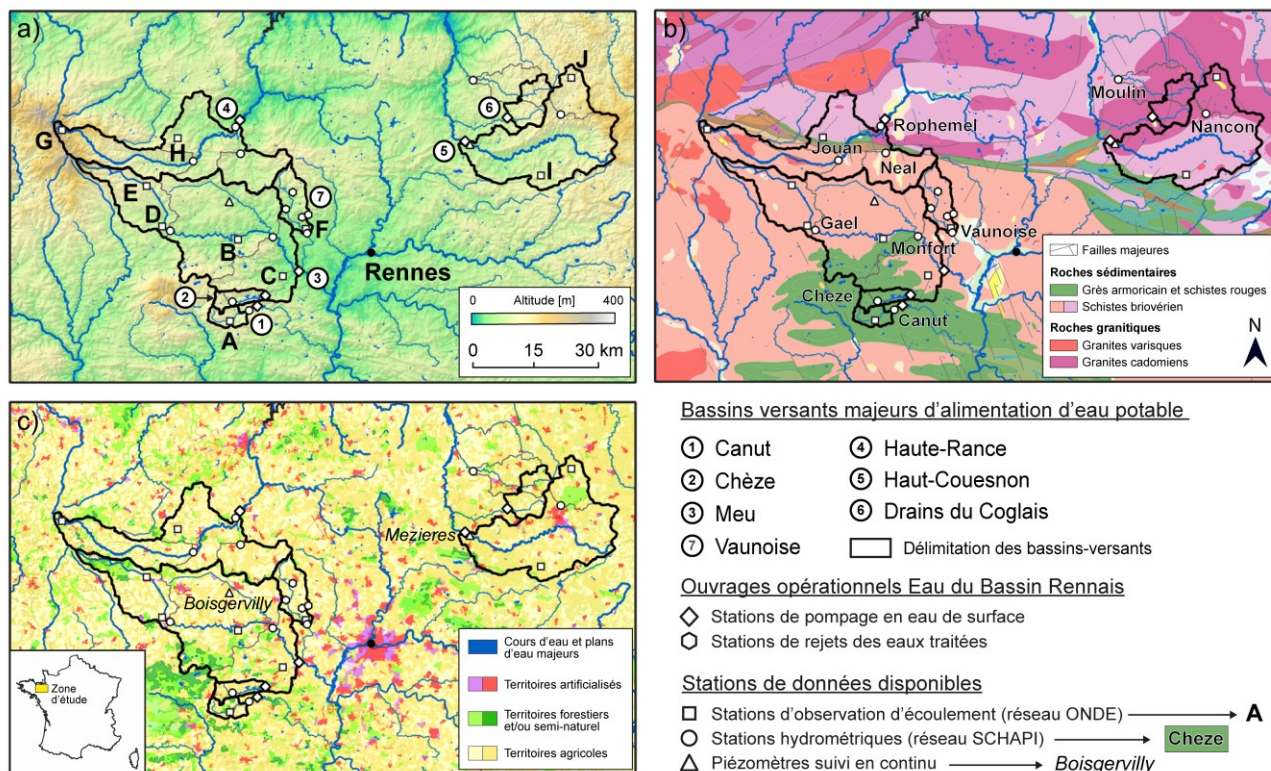 a)
J
6
4
5
G
H
I
E
7
D
F
B
Rennes
C
3
2
1
A
0 Altitude [m] 400
0 15 30 km
b)
Moulin
Nancon
Rophemel
Jouan
Neal
Gael
Vaunoise
Monfort
Cheze
Canut
Failles majeures
Roches sédimentaires
Grès armoricain et schistes rouges
Schistes briovérien
Roches granitiques
Granites varisques
Granites cadomiens
N
c)
Mezieres
Boisgervilly
Zone
d'étude
Cours d'eau et plans
d'eau majeurs
Territoires artificialisés
Territoires forestiers
et/ou semi-naturel
Territoires agricoles
Bassins versants majeurs d'alimentation d'eau potable
1 Canut
2 Chèze
3 Meu
7 Vaunoise
4 Haute-Rance
5 Haut-Couesnon
6 Drains du Coglais
Délimitation des bassins-versants
Ouvrages opérationnels Eau du Bassin Rennais
Stations de pompage en eau de surface
Stations de rejets des eaux traitées
Stations de données disponibles
Stations d'observation d'écoulement (réseau ONDE) A
Stations hydrométriques (réseau SCHAPI) Cheze
Piézomètres suivi en continu Boisgervilly